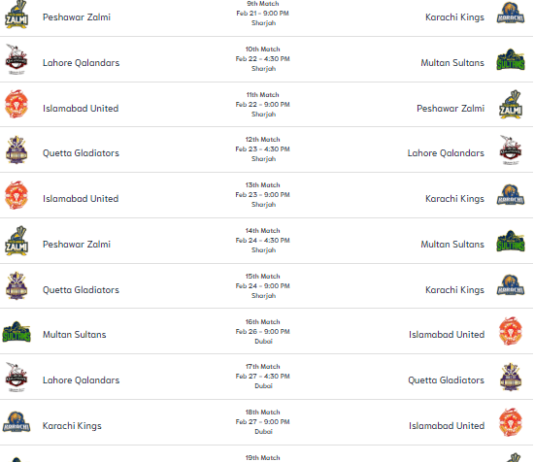 9th Match
Peshawar Zalmi Feb 21 - 9:00 PM Karachi Kings
Sharjah
10th Match
Lahore Qalandars Feb 22 - 4:30 PM Multan Sultans
Sharjah
11th Match
Islamabad United Feb 22 - 9:00 PM Peshawar Zalmi
Sharjah
12th Match
Quetta Gladiators Feb 23 - 4:30 PM Lahore Qalandars
Sharjah
13th Match
Islamabad United Feb 23 - 9:00 PM Karachi Kings
Sharjah
14th Match
Peshawar Zalmi Feb 24 - 4:30 PM Multan Sultans
Sharjah
15th Match
Quetta Gladiators Feb 24 - 9:00 PM Karachi Kings
Sharjah
16th Match
Multan Sultans Feb 26 - 9:00 PM Islamabad United
Dubai
17th Match
Lahore Qalandars Feb 27 - 4:30 PM Quetta Gladiators
Dubai
18th Match
Karachi Kings Feb 27 - 9:00 PM Islamabad United
Dubai
19th Match